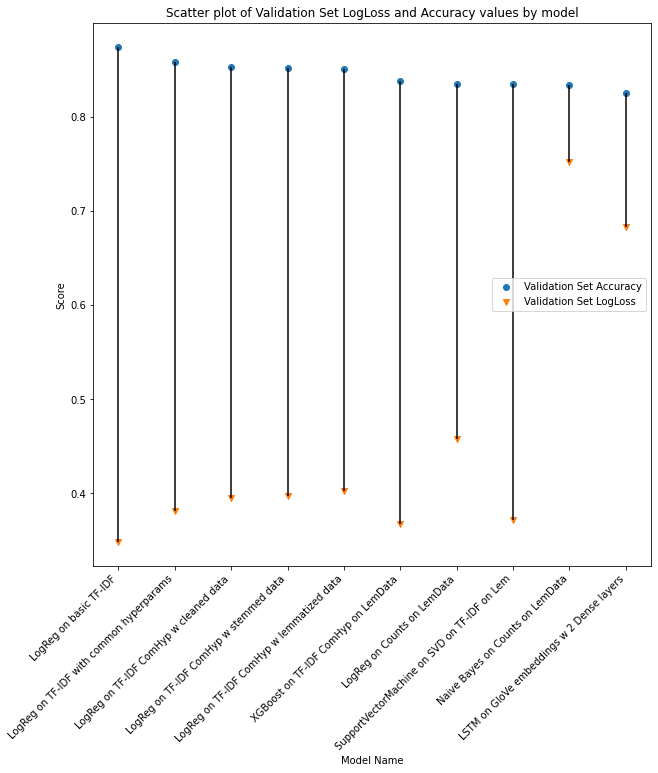 Scatter plot of Validation Set LogLoss and Accuracy values by model
Score
0.8
0.7
0.6
0.5
0.4
Validation Set Accuracy
Validation Set LogLoss
LogReg on basic TF-IDF
LogReg on TF-IDF with common hyperparams
LogReg on TF-IDF ComHyp w cleaned data
LogReg on TF-IDF ComHyp w stemmed data
LogReg on TF-IDF ComHyp w lemmatized data
XGBoost on TF-IDF ComHyp on LemData
LogReg on Counts on LemData
SupportVectorMachine on SVD on TF-IDF on Lem
Naive Bayes on Counts on LemData
LSTM on GloVe embeddings w 2 Dense layers
Model Name